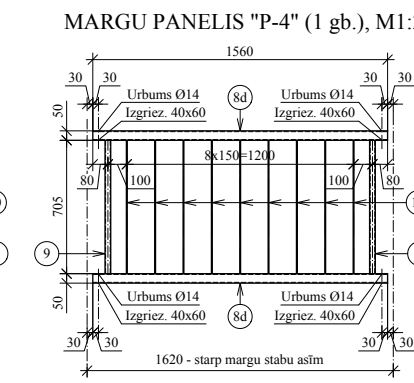 MARGU PANELIS "P-4" (1 gb.), M1:
1560
30 30 30 30
Urbums Ø14 8d Urbums Ø14
Izgriez. 40x60 Izgriez. 40x60
50
8x150=1200
80 100 100 80
705
9
50
Urbums Ø14 8d Urbums Ø14
Izgriez. 40x60 Izgriez. 40x60
30 30 30 30
1620 - starp margu stabu asīm